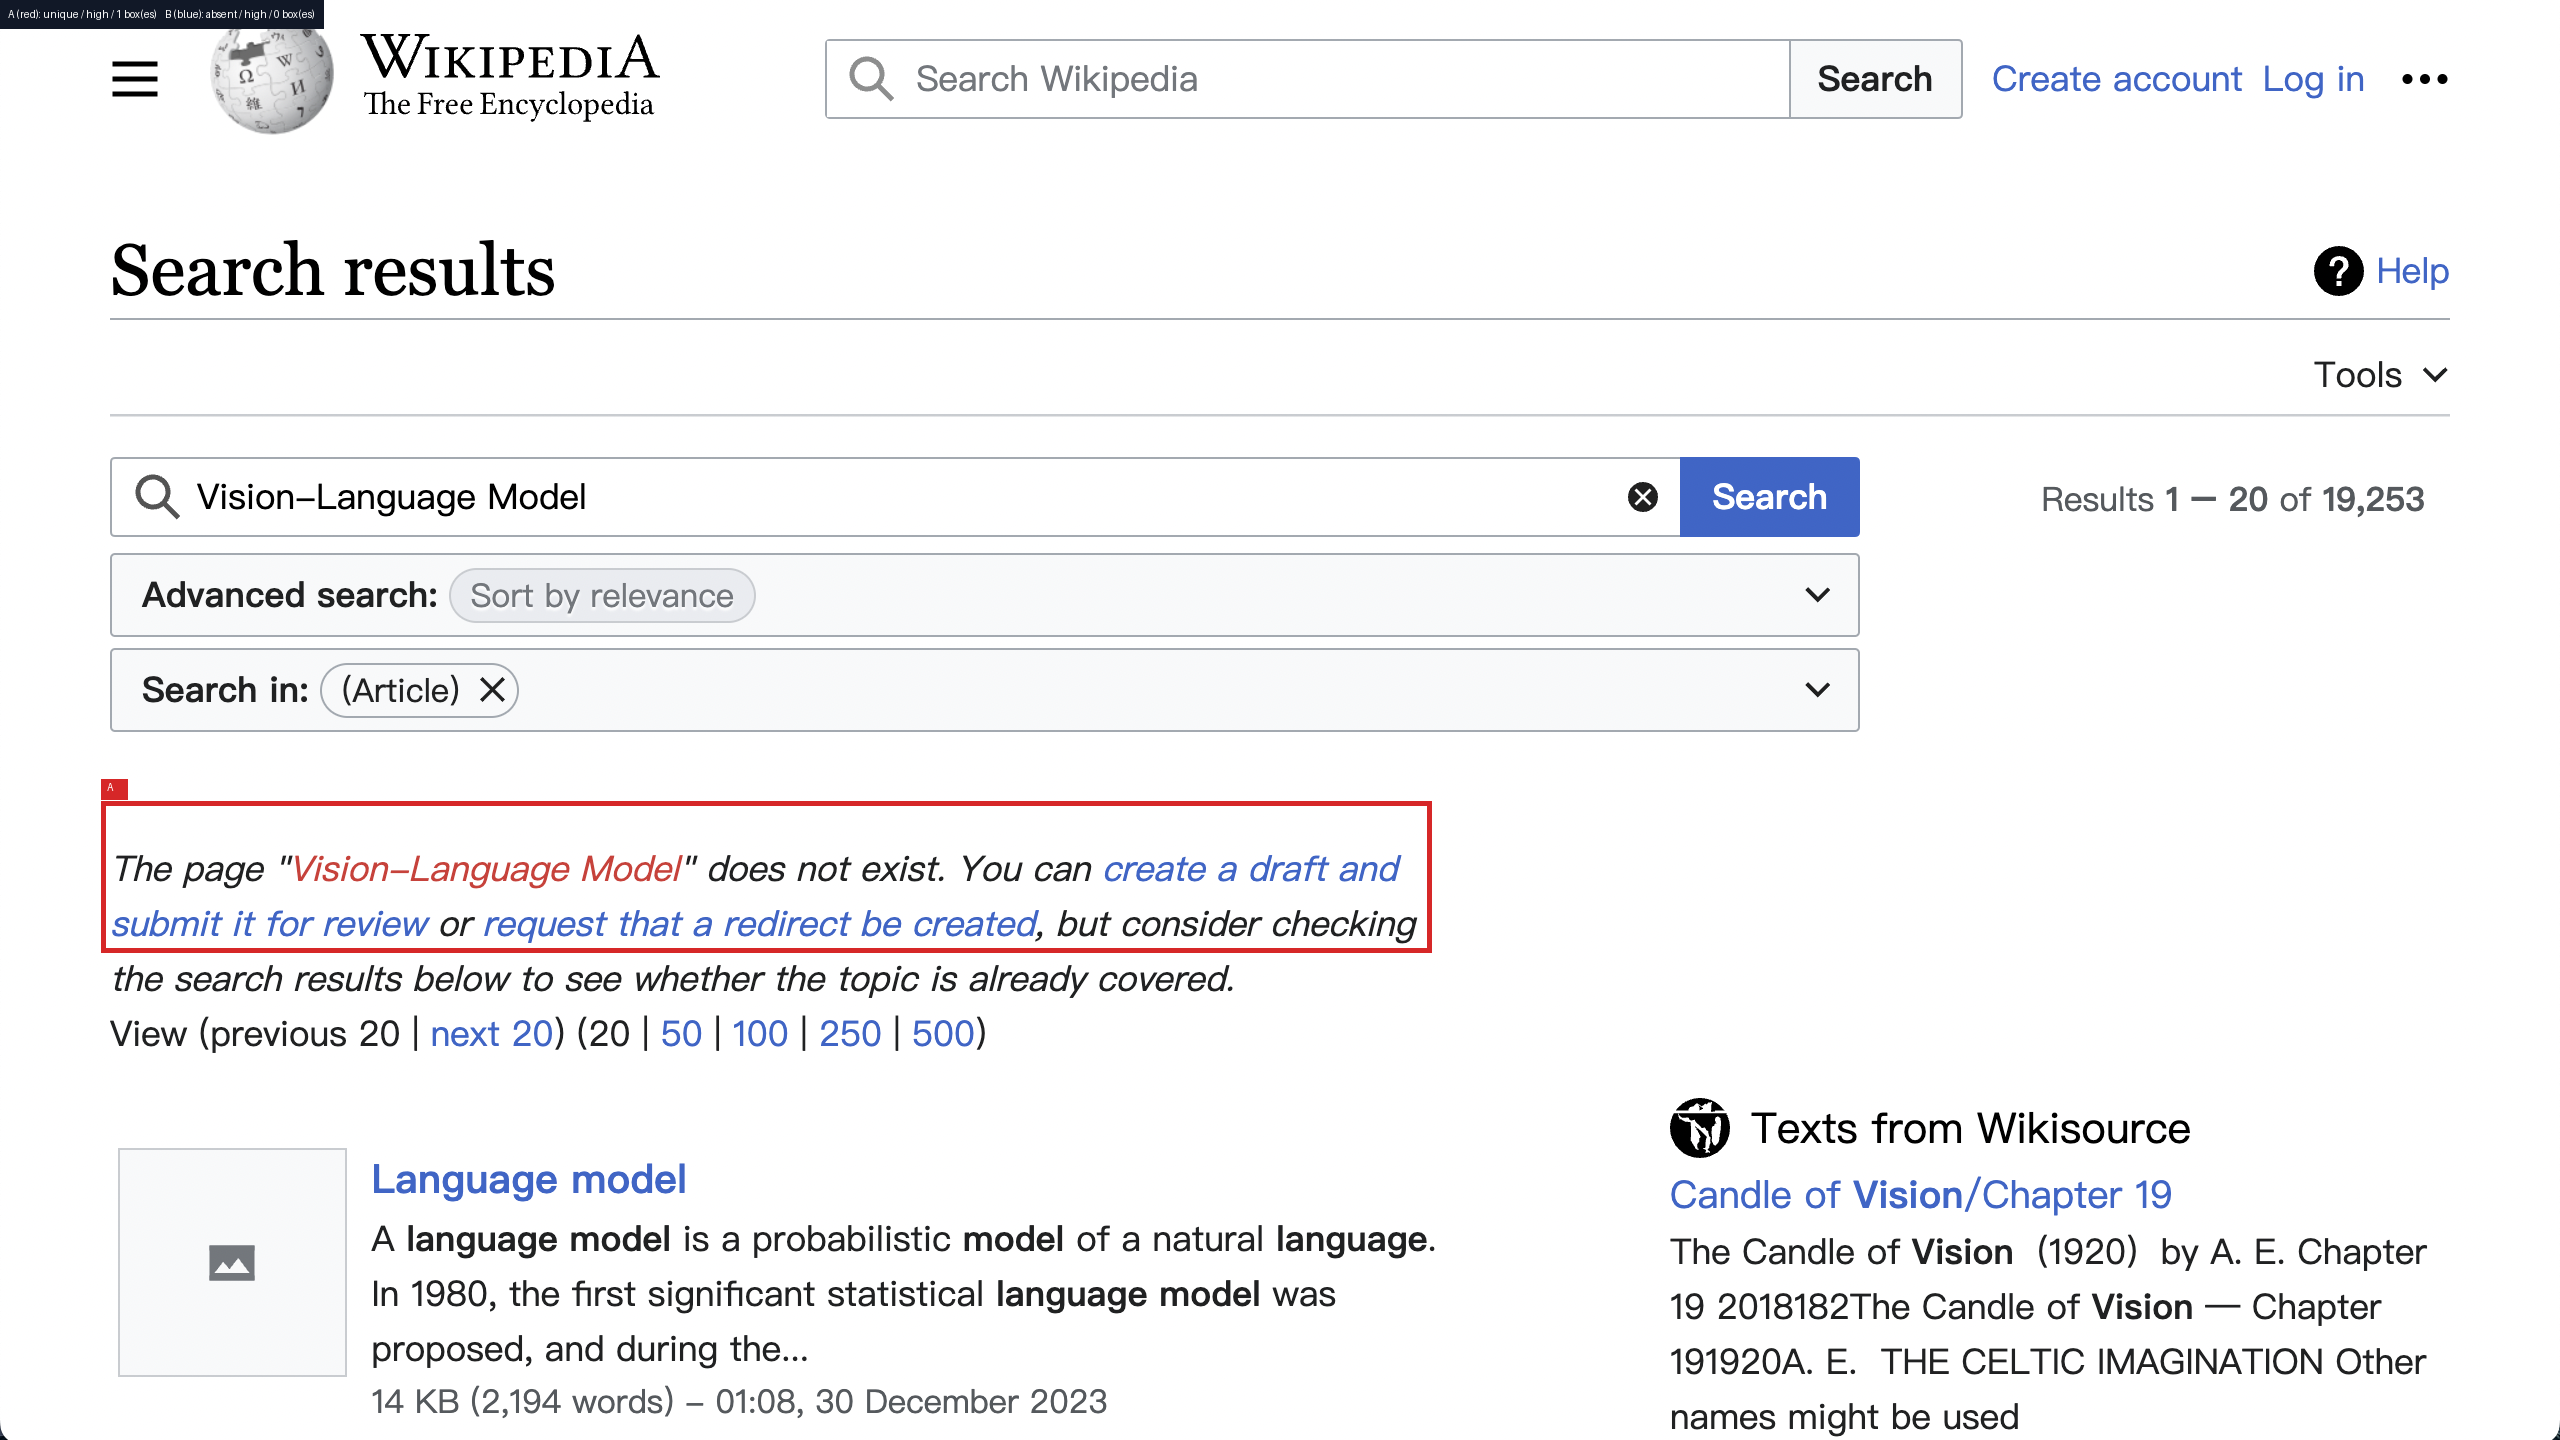 A (red): unique / high / 1 box(es) B (blue): absent / high / 0 box(es)
WIKIPEDIA
The Free Encyclopedia
Search Wikipedia
Search
Create account Log in
Search results
? Help
Tools
Vision-Language Model
Search
Results 1 – 20 of 19,253
Advanced search: Sort by relevance
Search in: (Article)
A
The page "Vision-Language Model" does not exist. You can create a draft and
submit it for review or request that a redirect be created, but consider checking
the search results below to see whether the topic is already covered.
View (previous 20 | next 20) (20 | 50 | 100 | 250 | 500)
Language model
A language model is a probabilistic model of a natural language.
In 1980, the first significant statistical language model was
proposed, and during the...
14 KB (2,194 words) – 01:08, 30 December 2023
Texts from Wikisource
Candle of Vision/Chapter 19
The Candle of Vision (1920) by A. E. Chapter
19 2018182The Candle of Vision — Chapter
191920A. E. THE CELTIC IMAGINATION Other
names might be used